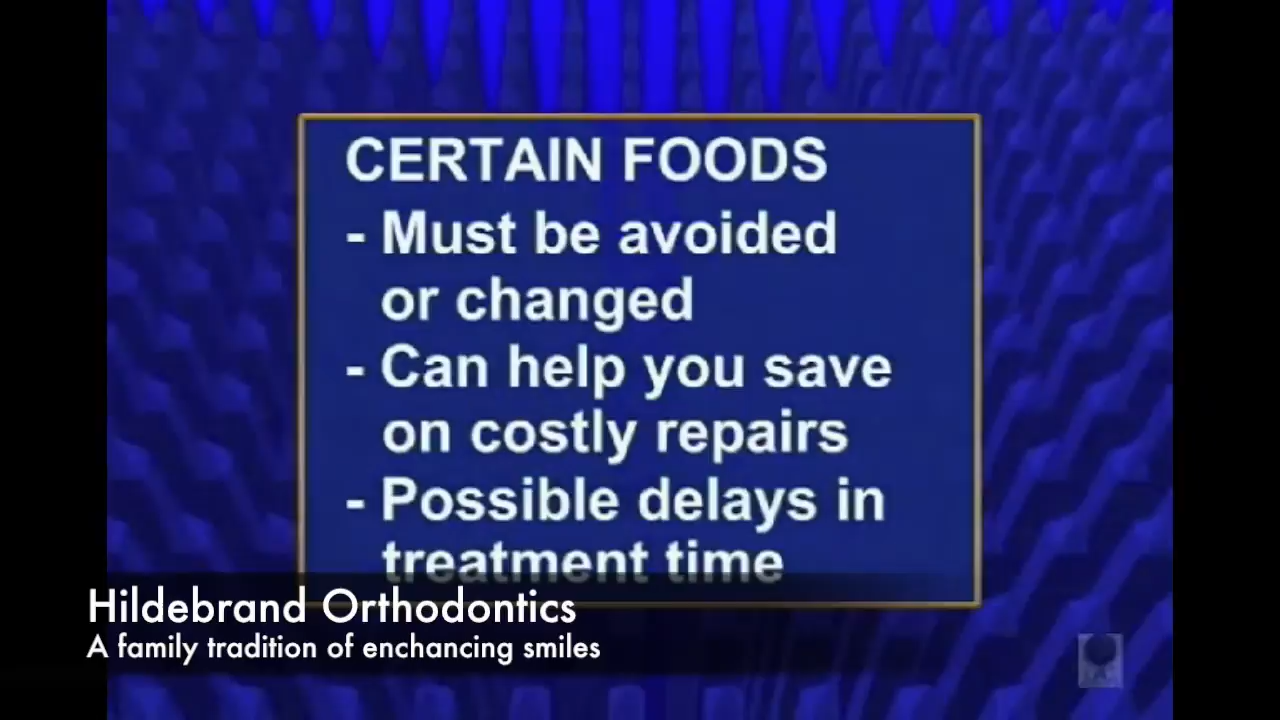 CERTAIN FOODS
- Must be avoided
or changed
- Can help you save
on costly repairs
- Possible delays in
treatment time
Hildebrand Orthodontics
A family tradition of enchancing smiles